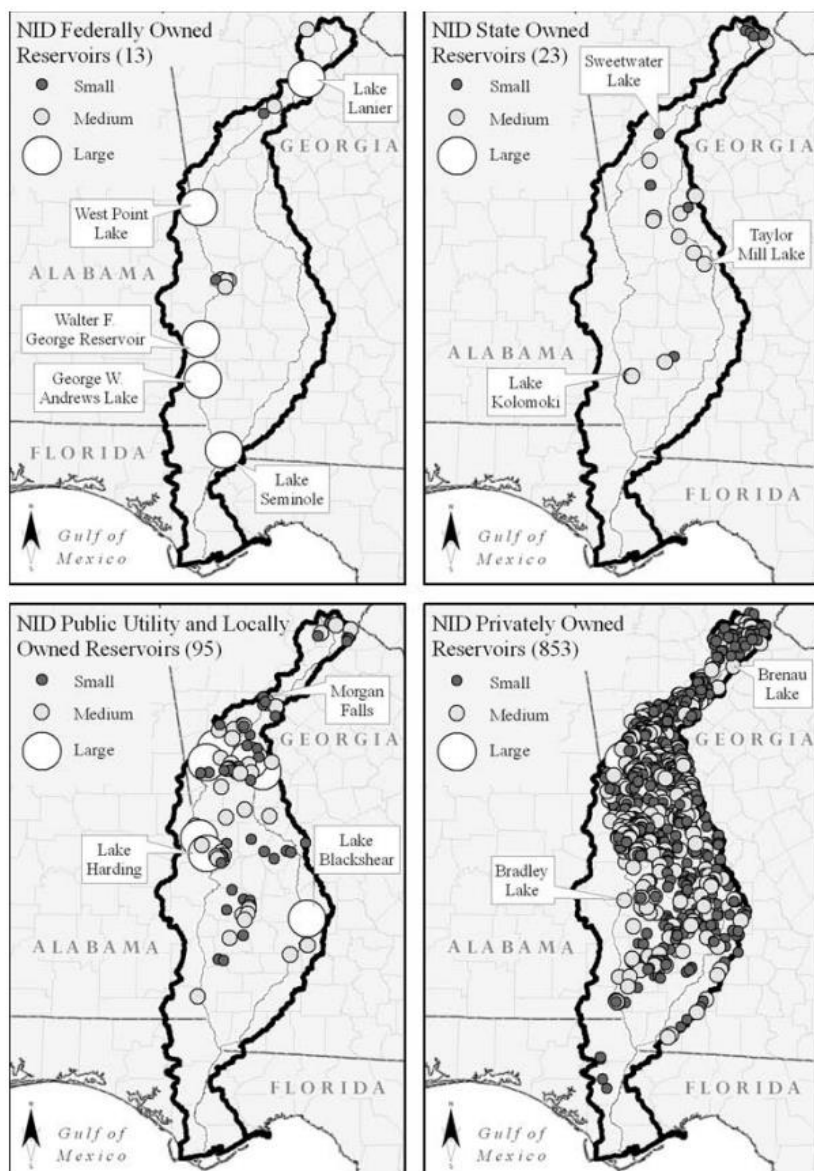 NID Federally Owned
Reservoirs (13)
Small
Medium
Large
Lake
Lanier
GEORGIA
West Point
Lake
ALABAMA
Walter F.
George Reservoir
George W.
Andrews Lake
FLORIDA
Lake
Seminole
N
Gulf of
Mexico
NID State Owned
Reservoirs (23)
Small
Medium
Large
Sweetwater
Lake
GEORGIA
Taylor
Mill Lake
ALABAMA
Lake
Kolomoki
FLORIDA
N
Gulf of
Mexico
NID Public Utility and Locally
Owned Reservoirs (95)
Small
Medium
Large
Morgan
Falls
GEORGIA
Lake
Harding
Lake
Blackshear
ALABAMA
FLORIDA
N
Gulf of
Mexico
NID Privately Owned
Reservoirs (853)
Small
Medium
Large
Brenau
Lake
GEORGIA
Bradley
Lake
ALABAMA
FLORIDA
N
Gulf of
Mexico